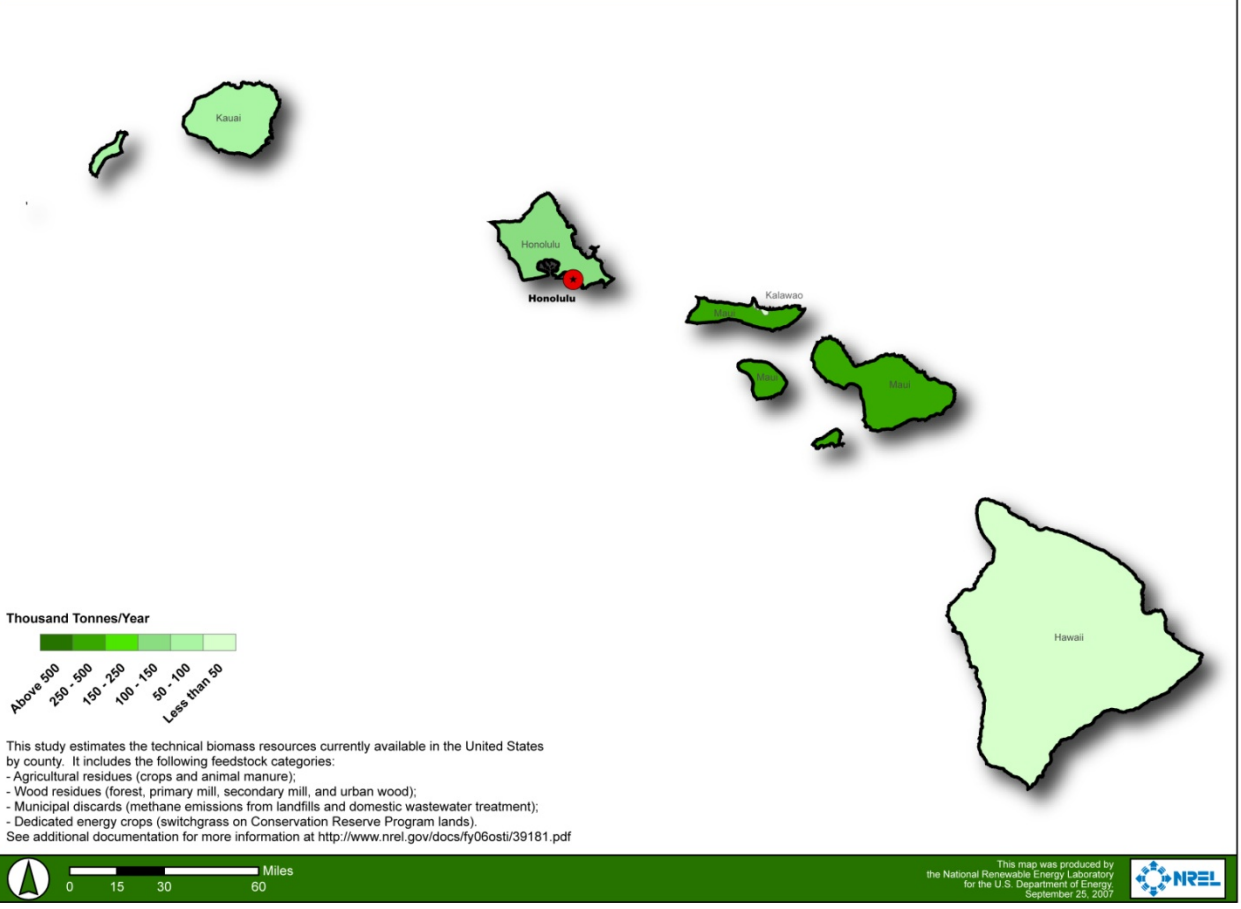 Kauai
Honolulu
Honolulu
Kalawao
Maui
Maui
Maui
Hawaii
Thousand Tonnes/Year
Above 500
250 - 500
150 - 250
100 - 150
50 - 100
Less than 50
This study estimates the technical biomass resources currently available in the United States
by county.  It includes the following feedstock categories:
- Agricultural residues (crops and animal manure);
- Wood residues (forest, primary mill, secondary mill, and urban wood);
- Municipal discards (methane emissions from landfills and domestic wastewater treatment);
- Dedicated energy crops (switchgrass on Conservation Reserve Program lands).
See additional documentation for more information at http://www.nrel.gov/docs/fy06osti/39181.pdf
Miles
0 15 30 60
This map was produced by
the National Renewable Energy Laboratory
for the U.S. Department of Energy.
September 25, 2007
NREL